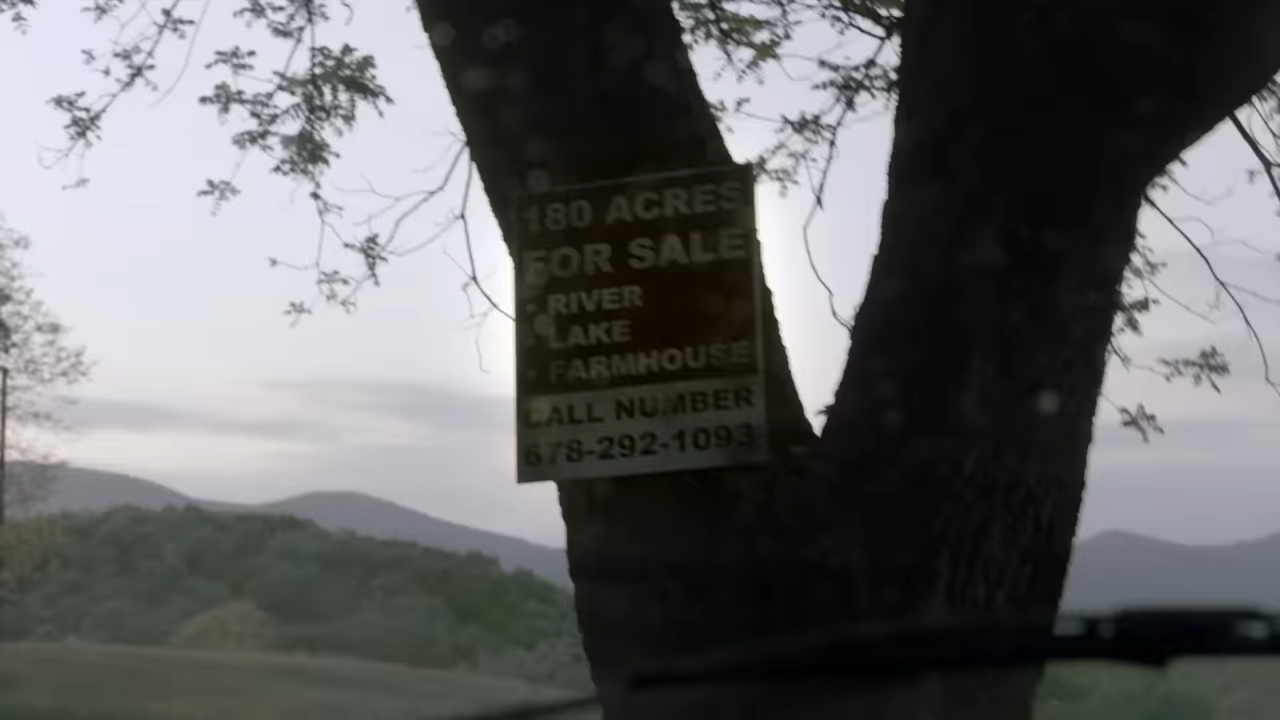 180 ACRES
FOR SALE
• RIVER
• LAKE
• FARMHOUSE
CALL NUMBER
678-292-1093